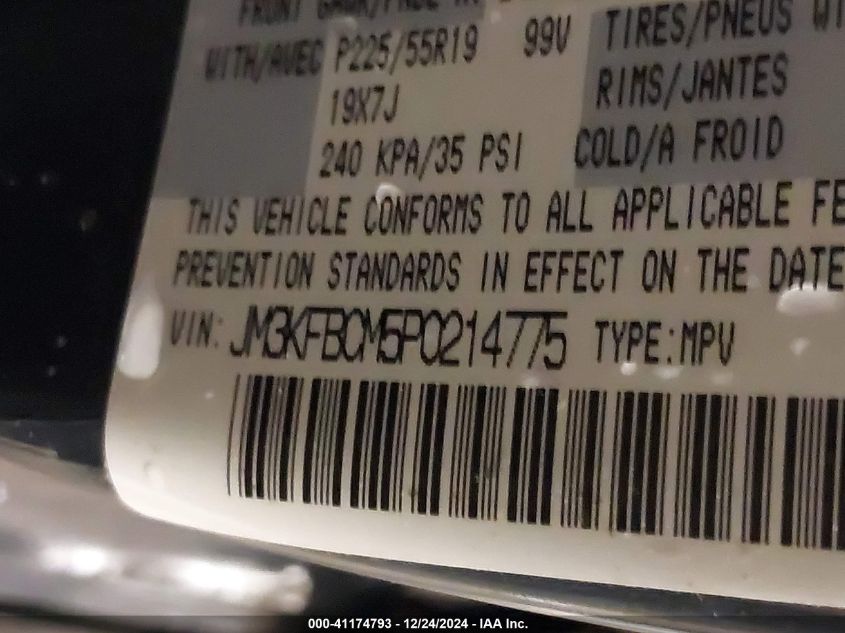 FRONT
WITH/AVEC P225/55R19 99V TIRES/PNEUS
19X7J RIMS/JANTES
240 KPA/35 PSI COLD/A FROID
THIS VEHICLE CONFORMS TO ALL APPLICABLE FE
PREVENTION STANDARDS IN EFFECT ON THE DATE
VIN: JM3KFBCM5P0214775 TYPE:MPV
000-41174793 - 12/24/2024 - IAA Inc.